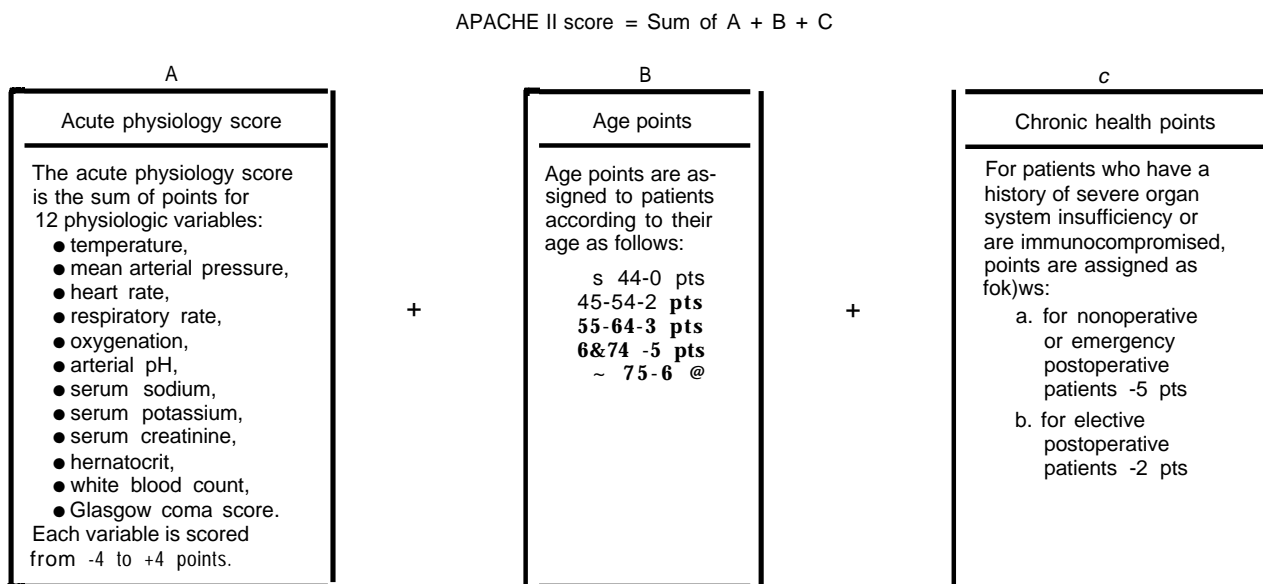 APACHE II score = Sum of A + B + C
A
Acute physiology score
The acute physiology score
is the sum of points for
12 physiologic variables:
● temperature,
● mean arterial pressure,
● heart rate,
● respiratory rate,
● oxygenation,
● arterial pH,
● serum sodium,
● serum potassium,
● serum creatinine,
● hernatocrit,
● white blood count,
● Glasgow coma score.
Each variable is scored
from -4 to +4 points.
+
B
Age points
Age points are as-
signed to patients
according to their
age as follows:
s 44-0 pts
45-54-2 pts
55-64-3 pts
6&74 -5 pts
~ 75-6 @
+
c
Chronic health points
For patients who have a
history of severe organ
system insufficiency or
are immunocompromised,
points are assigned as
fok)ws:
a. for nonoperative
or emergency
postoperative
patients -5 pts
b. for elective
postoperative
patients -2 pts